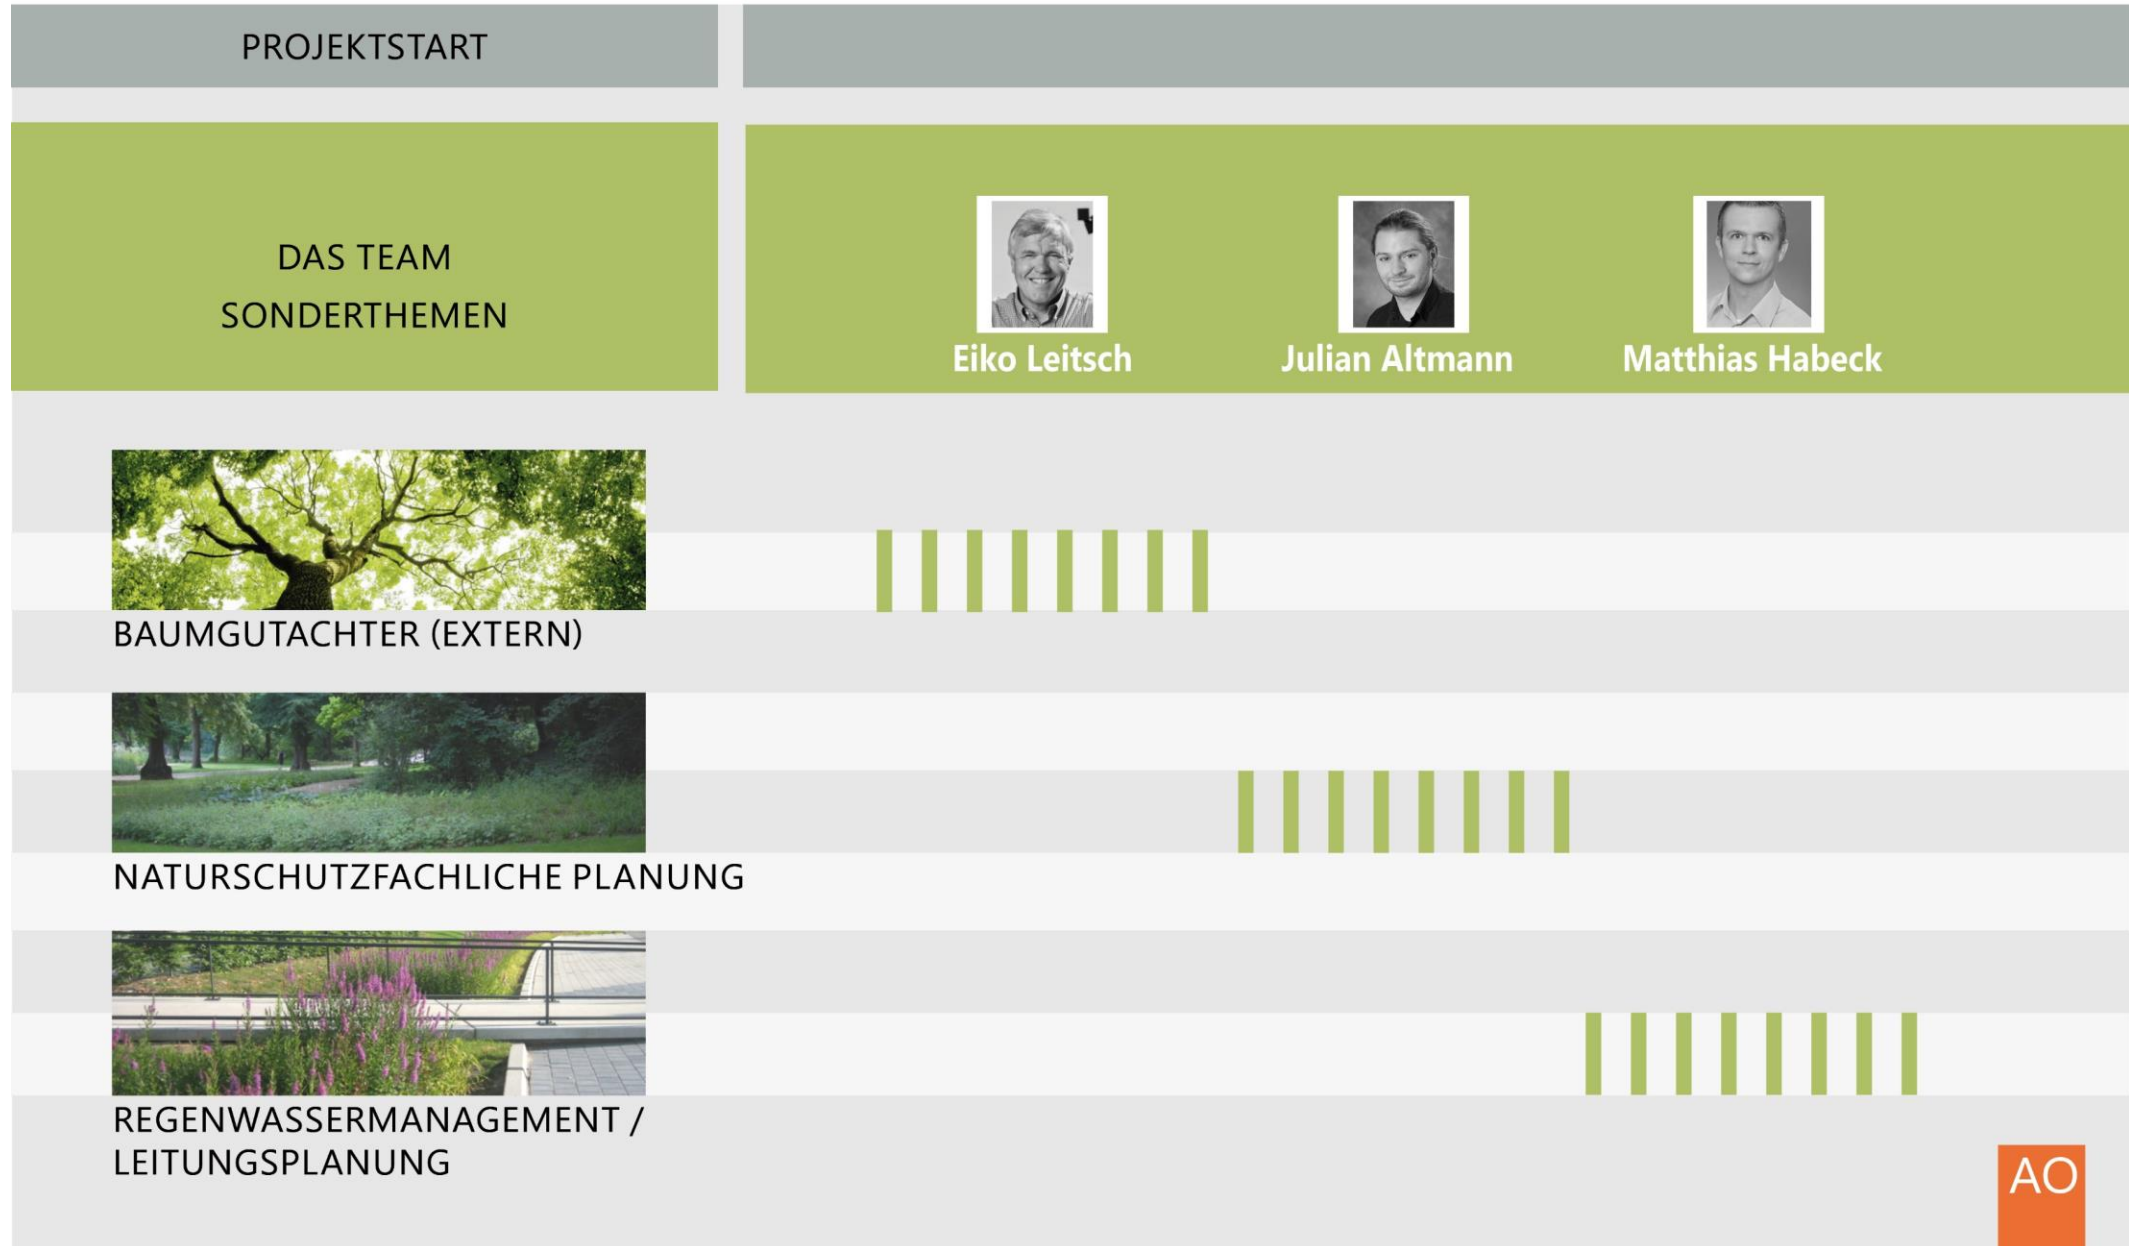 PROJEKTSTART
DAS TEAM
SONDERTHEMEN
Eiko Leitsch
Julian Altmann
Matthias Habeck
BAUMGUTACHTER (EXTERN)
NATURSCHUTZFACHLICHE PLANUNG
REGENWASSERMANAGEMENT /
LEITUNGSPLANUNG
AO